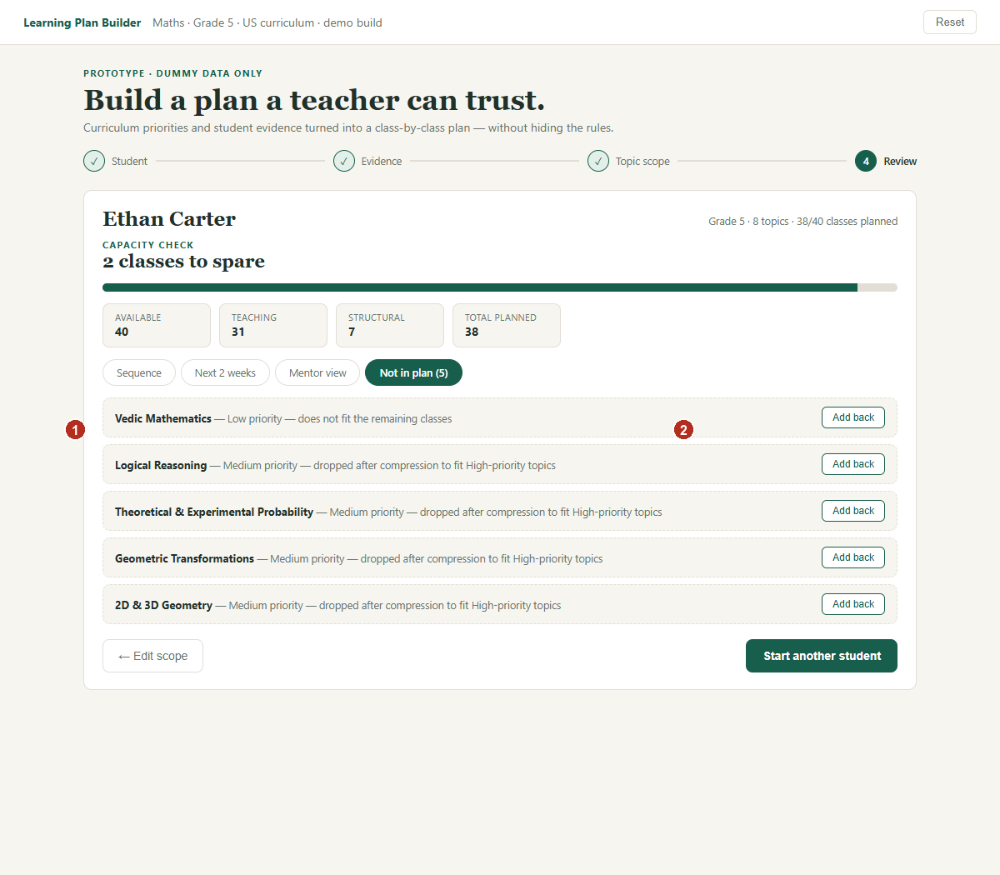 Learning Plan Builder Maths · Grade 5 · US curriculum · demo build Reset
PROTOTYPE · DUMMY DATA ONLY
Build a plan a teacher can trust.
Curriculum priorities and student evidence turned into a class-by-class plan — without hiding the rules.
✓ Student ✓ Evidence ✓ Topic scope 4 Review
Ethan Carter Grade 5 · 8 topics · 38/40 classes planned
CAPACITY CHECK
2 classes to spare
AVAILABLE TEACHING STRUCTURAL TOTAL PLANNED
40 31 7 38
Sequence Next 2 weeks Mentor view Not in plan (5)
Vedic Mathematics — Low priority — does not fit the remaining classes Add back
1 2
Logical Reasoning — Medium priority — dropped after compression to fit High-priority topics Add back
Theoretical & Experimental Probability — Medium priority — dropped after compression to fit High-priority topics Add back
Geometric Transformations — Medium priority — dropped after compression to fit High-priority topics Add back
2D & 3D Geometry — Medium priority — dropped after compression to fit High-priority topics Add back
← Edit scope Start another student